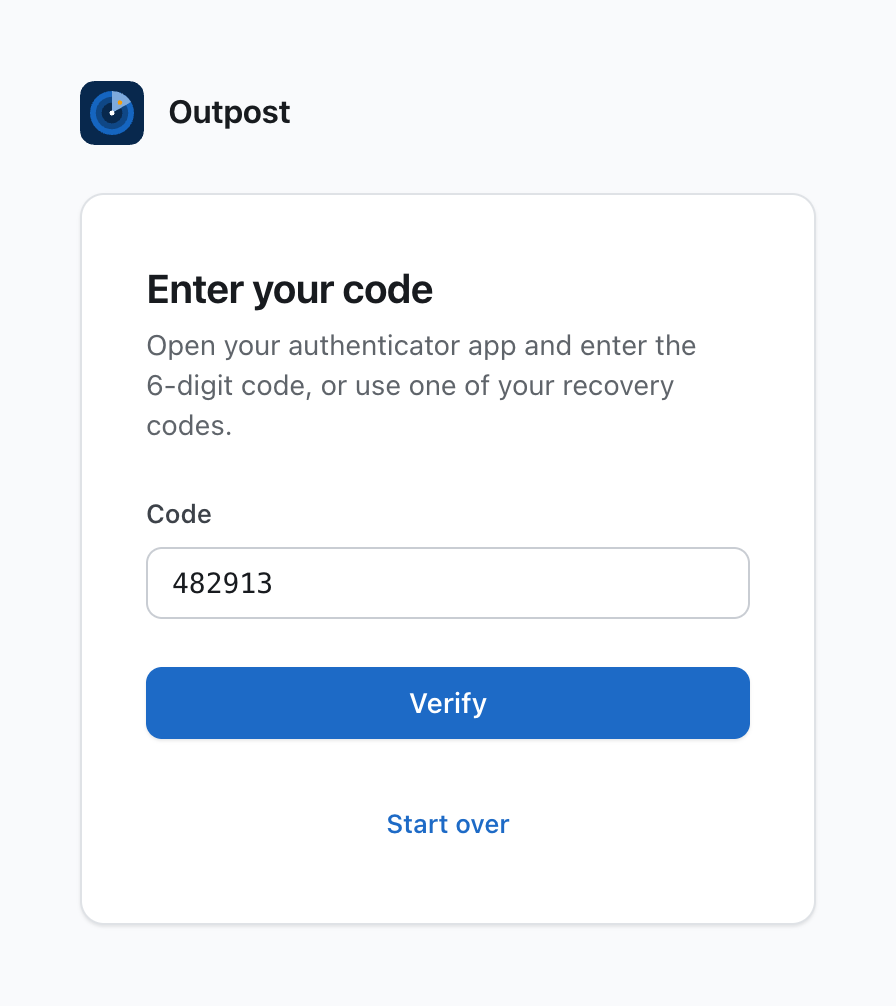 Outpost
Enter your code
Open your authenticator app and enter the
6-digit code, or use one of your recovery
codes.
Code
482913
Verify
Start over